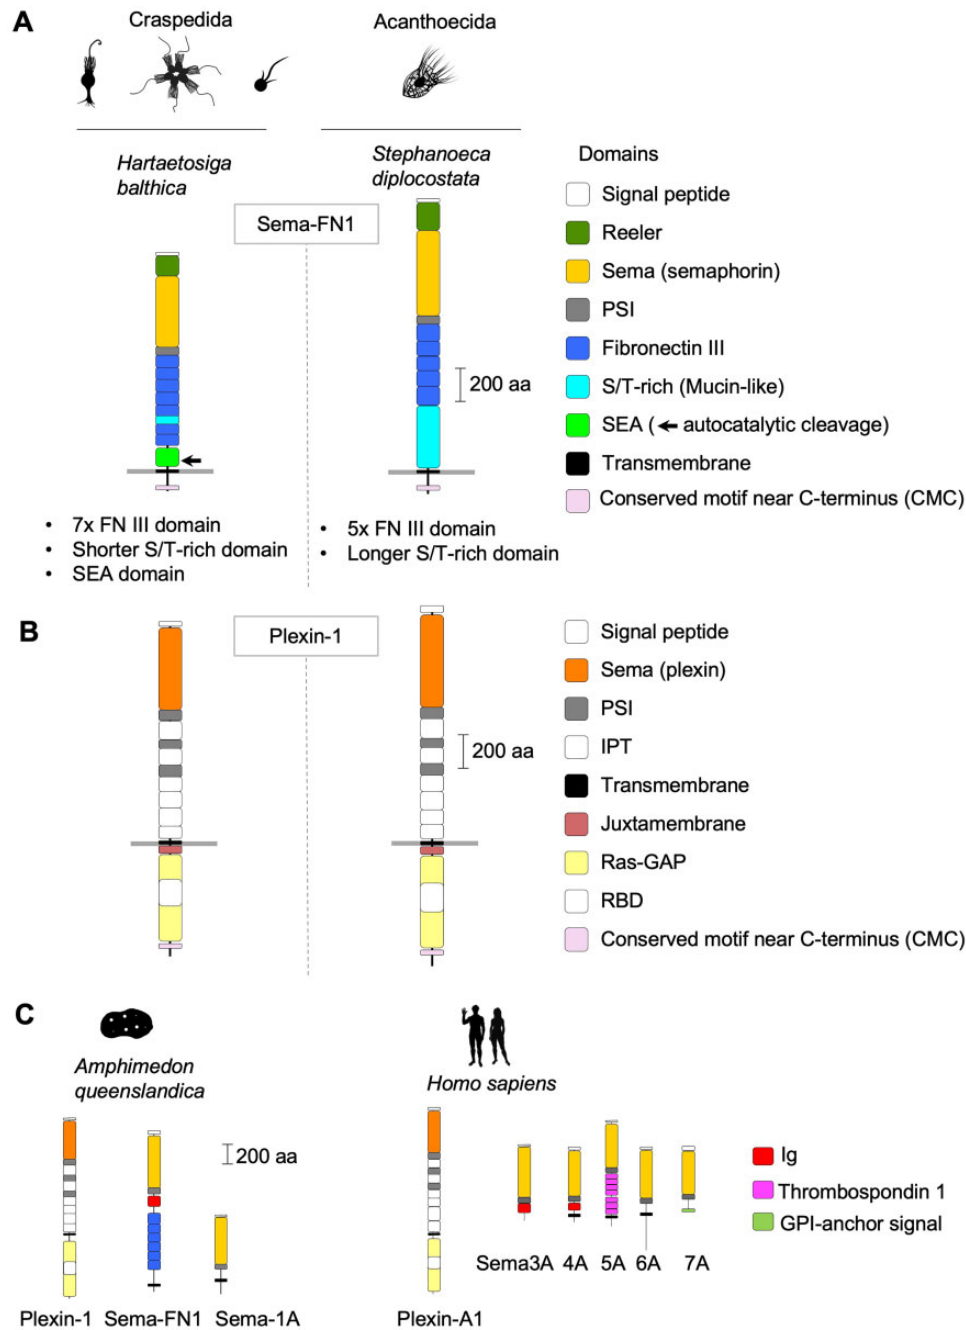 A
Craspedida
Acanthoecida
Hartaetosiga
balthica
Stephanoeca
diplocostata
Sema-FN1
200 aa
Domains
Signal peptide
Reeler
Sema (semaphorin)
PSI
Fibronectin III
S/T-rich (Mucin-like)
SEA (← autocatalytic cleavage)
Transmembrane
Conserved motif near C-terminus (CMC)
• 7x FN III domain
• Shorter S/T-rich domain
• SEA domain
• 5x FN III domain
• Longer S/T-rich domain
B
Plexin-1
200 aa
Signal peptide
Sema (plexin)
PSI
IPT
Transmembrane
Juxtamembrane
Ras-GAP
RBD
Conserved motif near C-terminus (CMC)
C
Amphimedon
queenslandica
Homo sapiens
200 aa
Ig
Thrombospondin 1
GPI-anchor signal
Sema3A 4A 5A 6A 7A
Plexin-1 Sema-FN1 Sema-1A
Plexin-A1